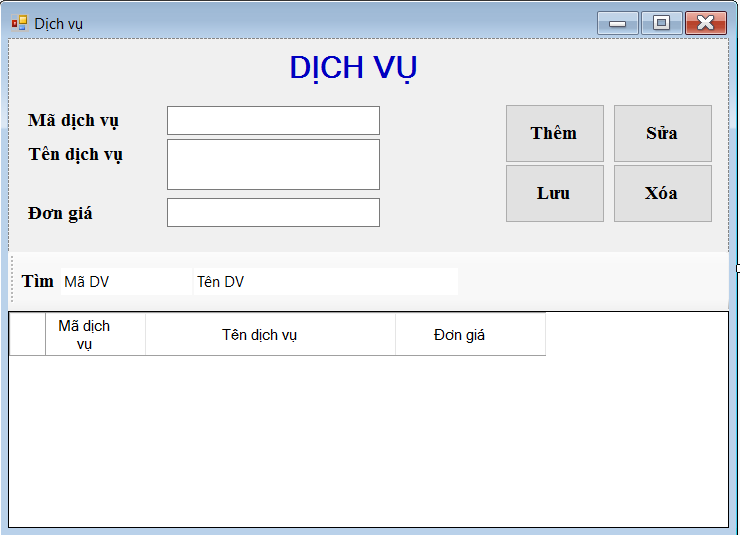 Dịch vụ
DỊCH VỤ
Mã dịch vụ
Tên dịch vụ
Đơn giá
Thêm
Sửa
Lưu
Xóa
Tìm Mã DV Tên DV
Mã dịch
vụ
Tên dịch vụ
Đơn giá